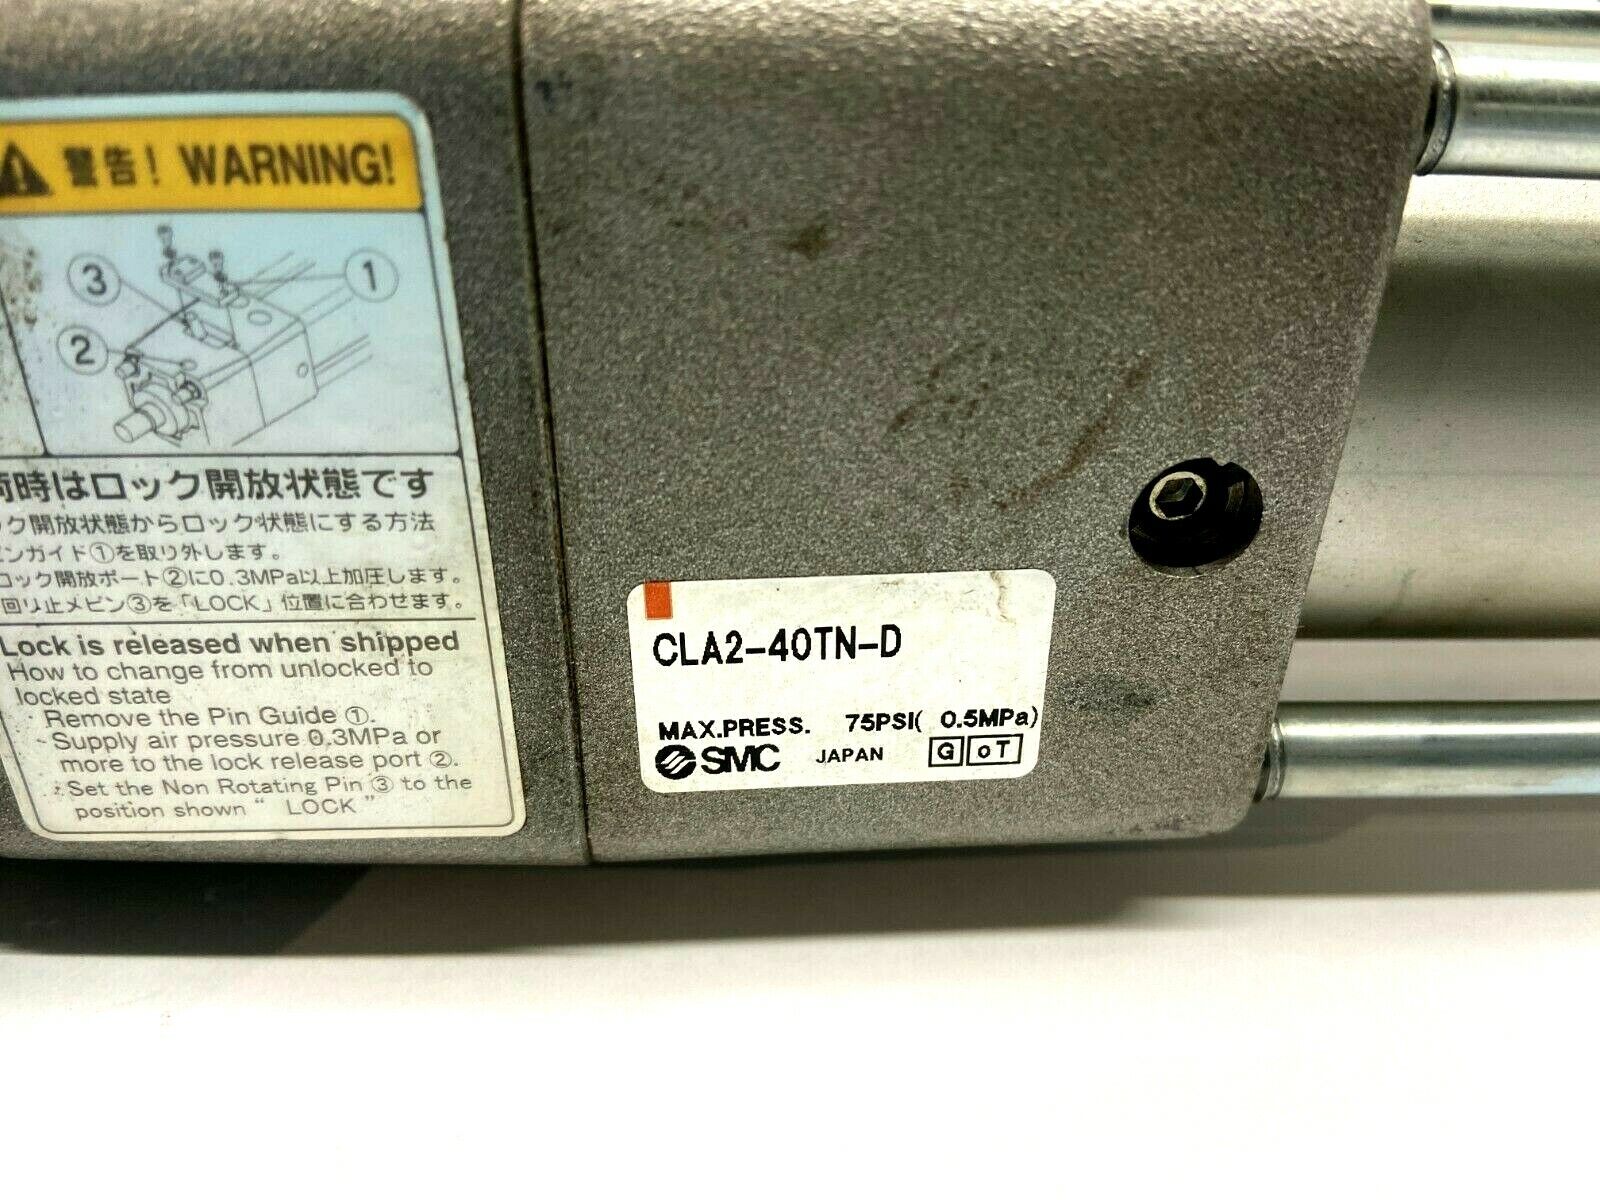 警告! WARNING!
③ ①
②
荷時はロック開放状態です
ック開放状態からロック状態にする方法
ピンガイド①を取り外します。
ロック開放ポート②に0.3MPa以上加圧します。
回り止メピン③を「LOCK」位置に合わせます。
Lock is released when shipped
How to change from unlocked to
locked state
Remove the Pin Guide ①.
Supply air pressure 0.3MPa or
more to the lock release port ②.
Set the Non Rotating Pin ③ to the
position shown " LOCK "
CLA2-40TN-D
MAX.PRESS. 75PSI( 0.5MPa)
SMC JAPAN G oT